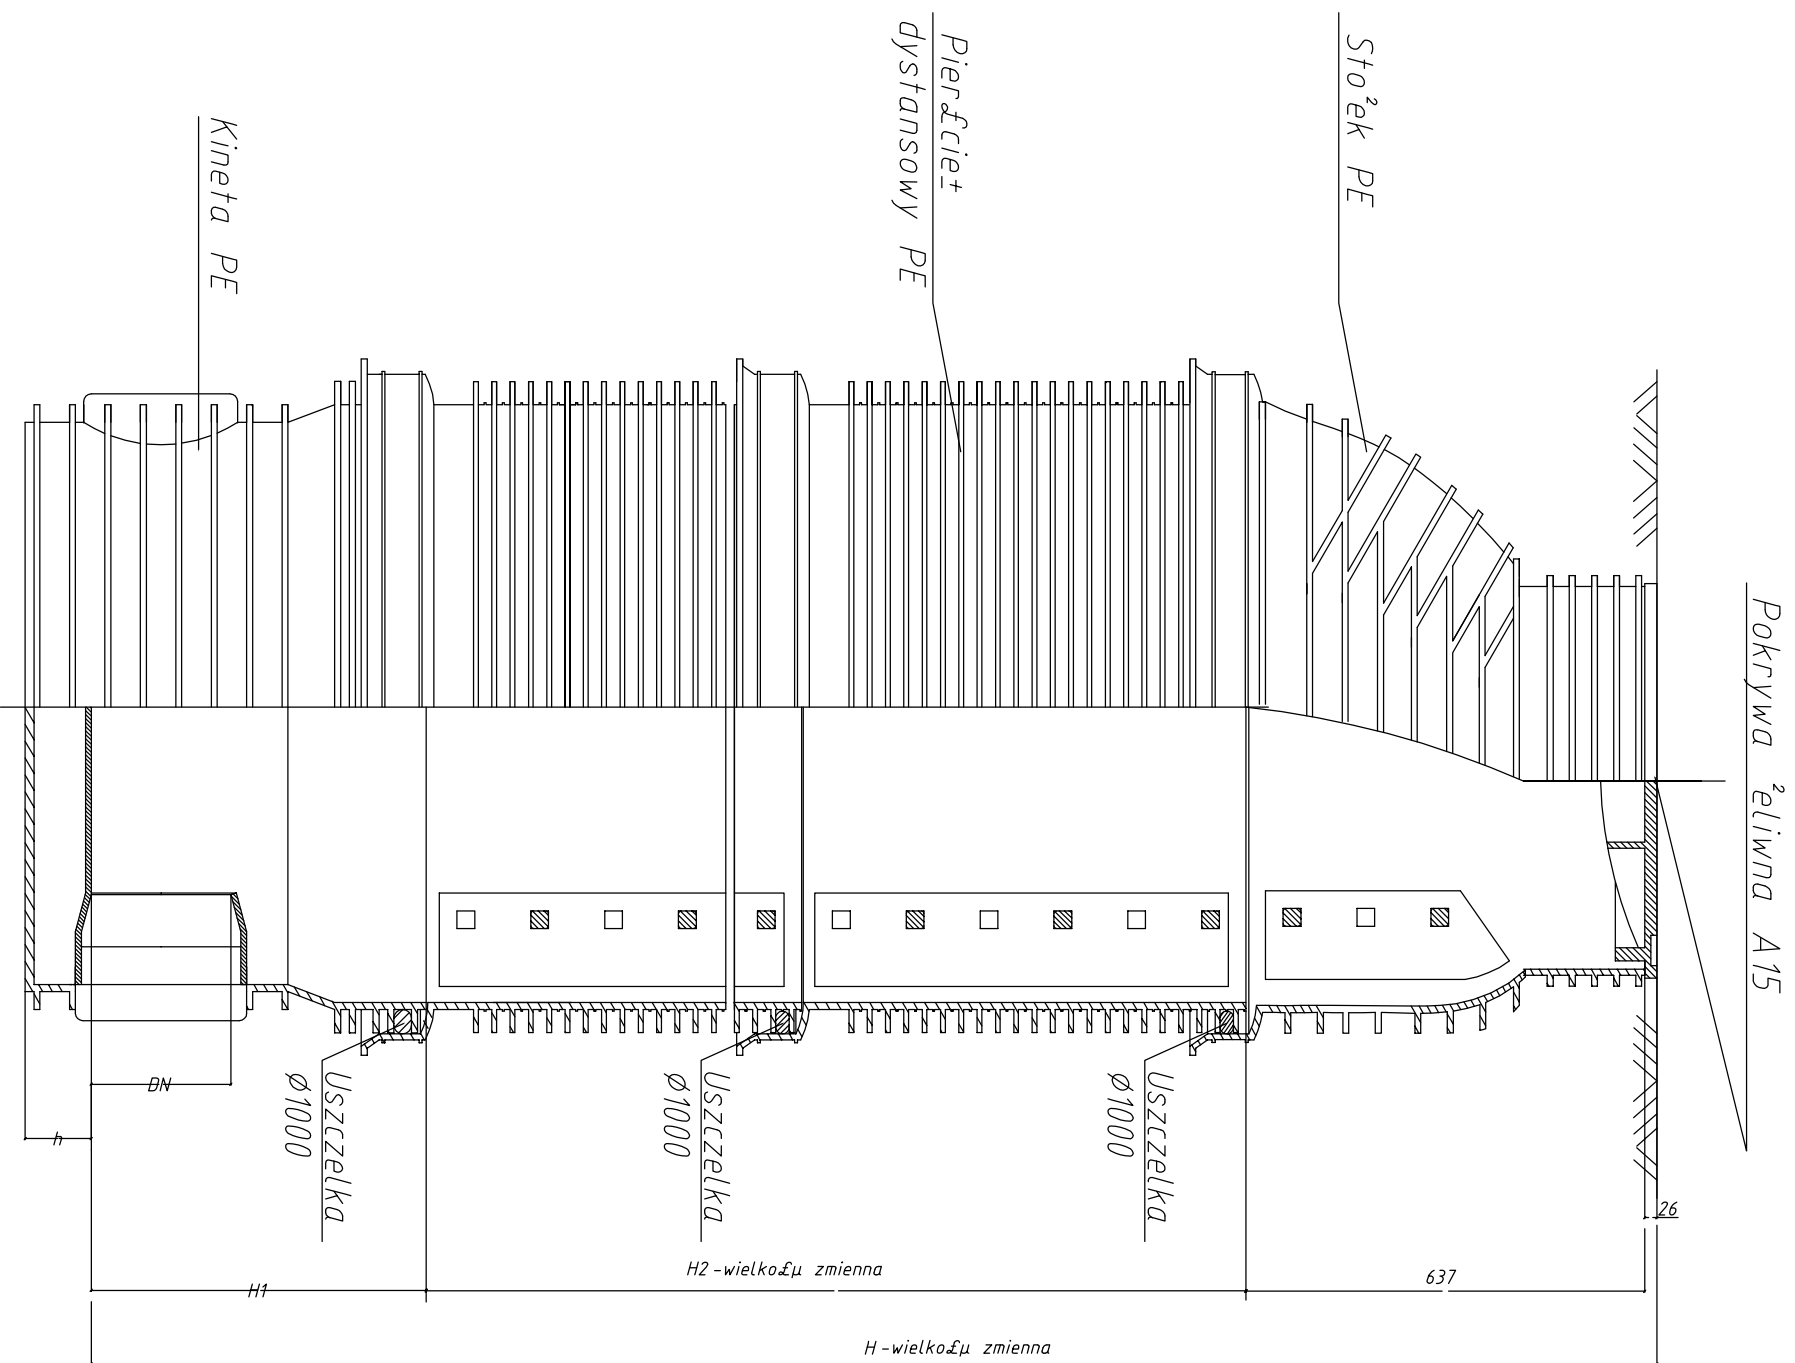 Pokrywa ²eliwna A15
Sto²ek PE
Pier£cie±
dystansowy PE
Kineta PE
Uszczelka
Ø1000
Uszczelka
Ø1000
Uszczelka
Ø1000
DN
h
26
H1
H2-wielko£µ zmienna
637
H-wielko£µ zmienna